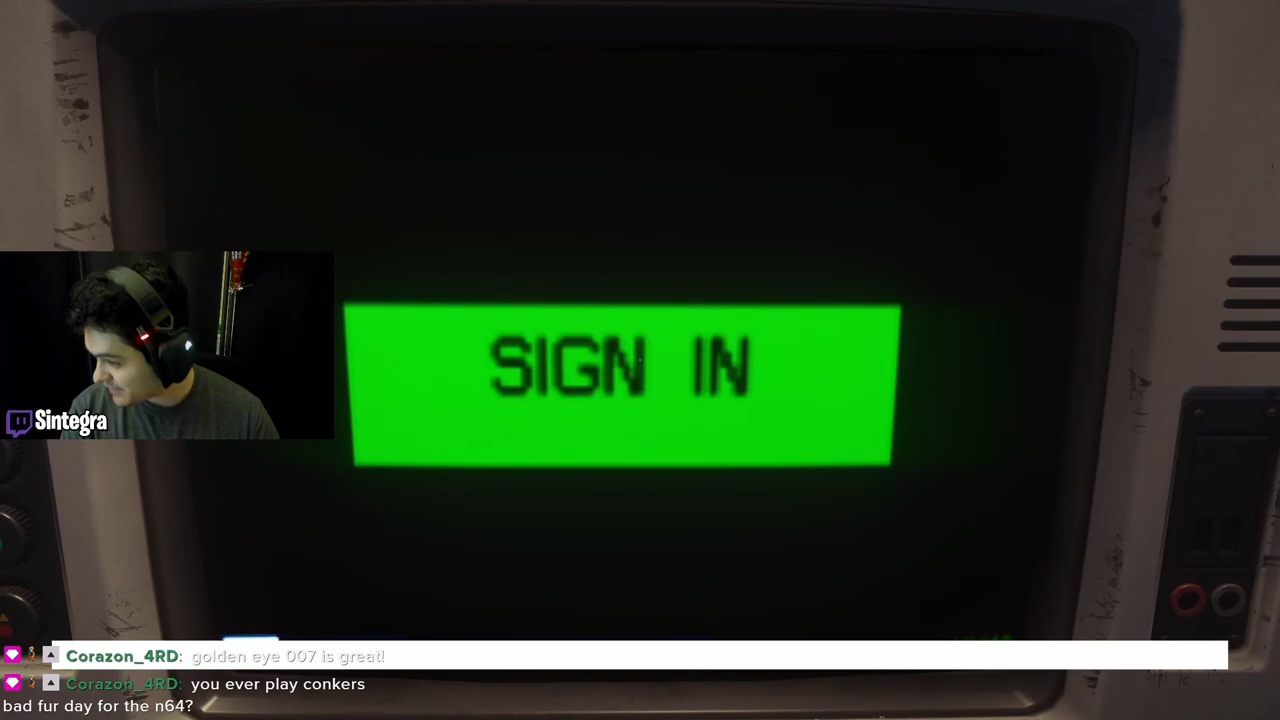 SIGN IN
Sintegra
Corazon_4RD: golden eye 007 is great!
Corazon_4RD: you ever play conkers
bad fur day for the n64?